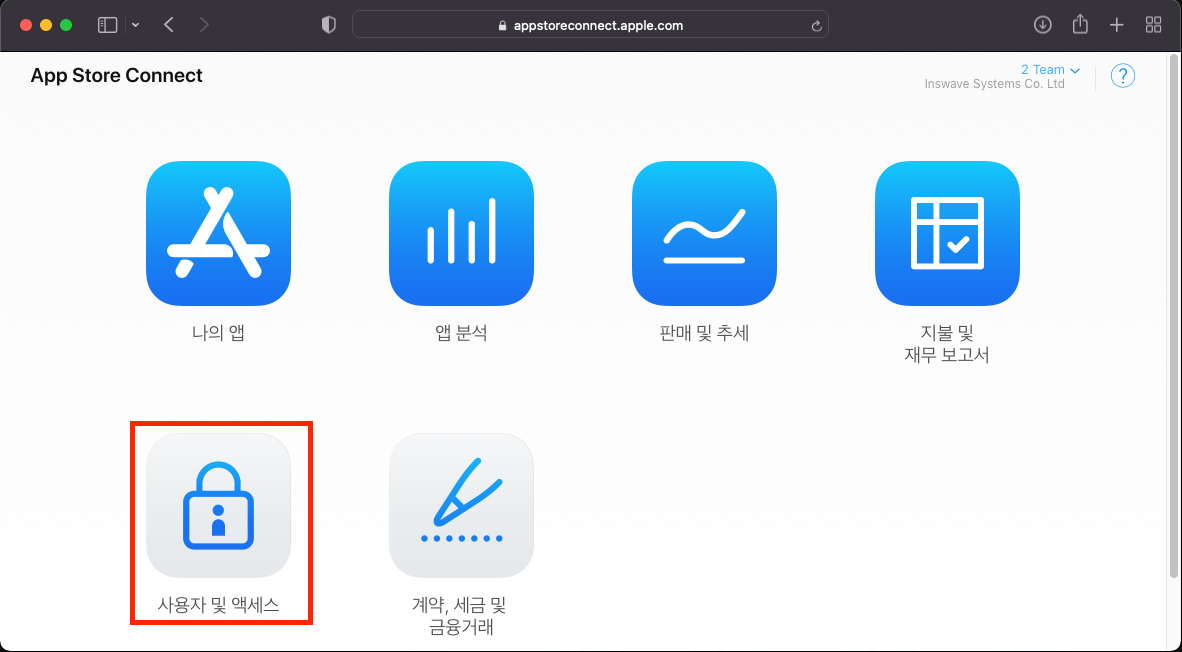 appstoreconnect.apple.com
App Store Connect
2 Team
Inswave Systems Co. Ltd
?
나의 앱
앱 분석
판매 및 추세
지불 및
재무 보고서
사용자 및 액세스
계약, 세금 및
금융거래